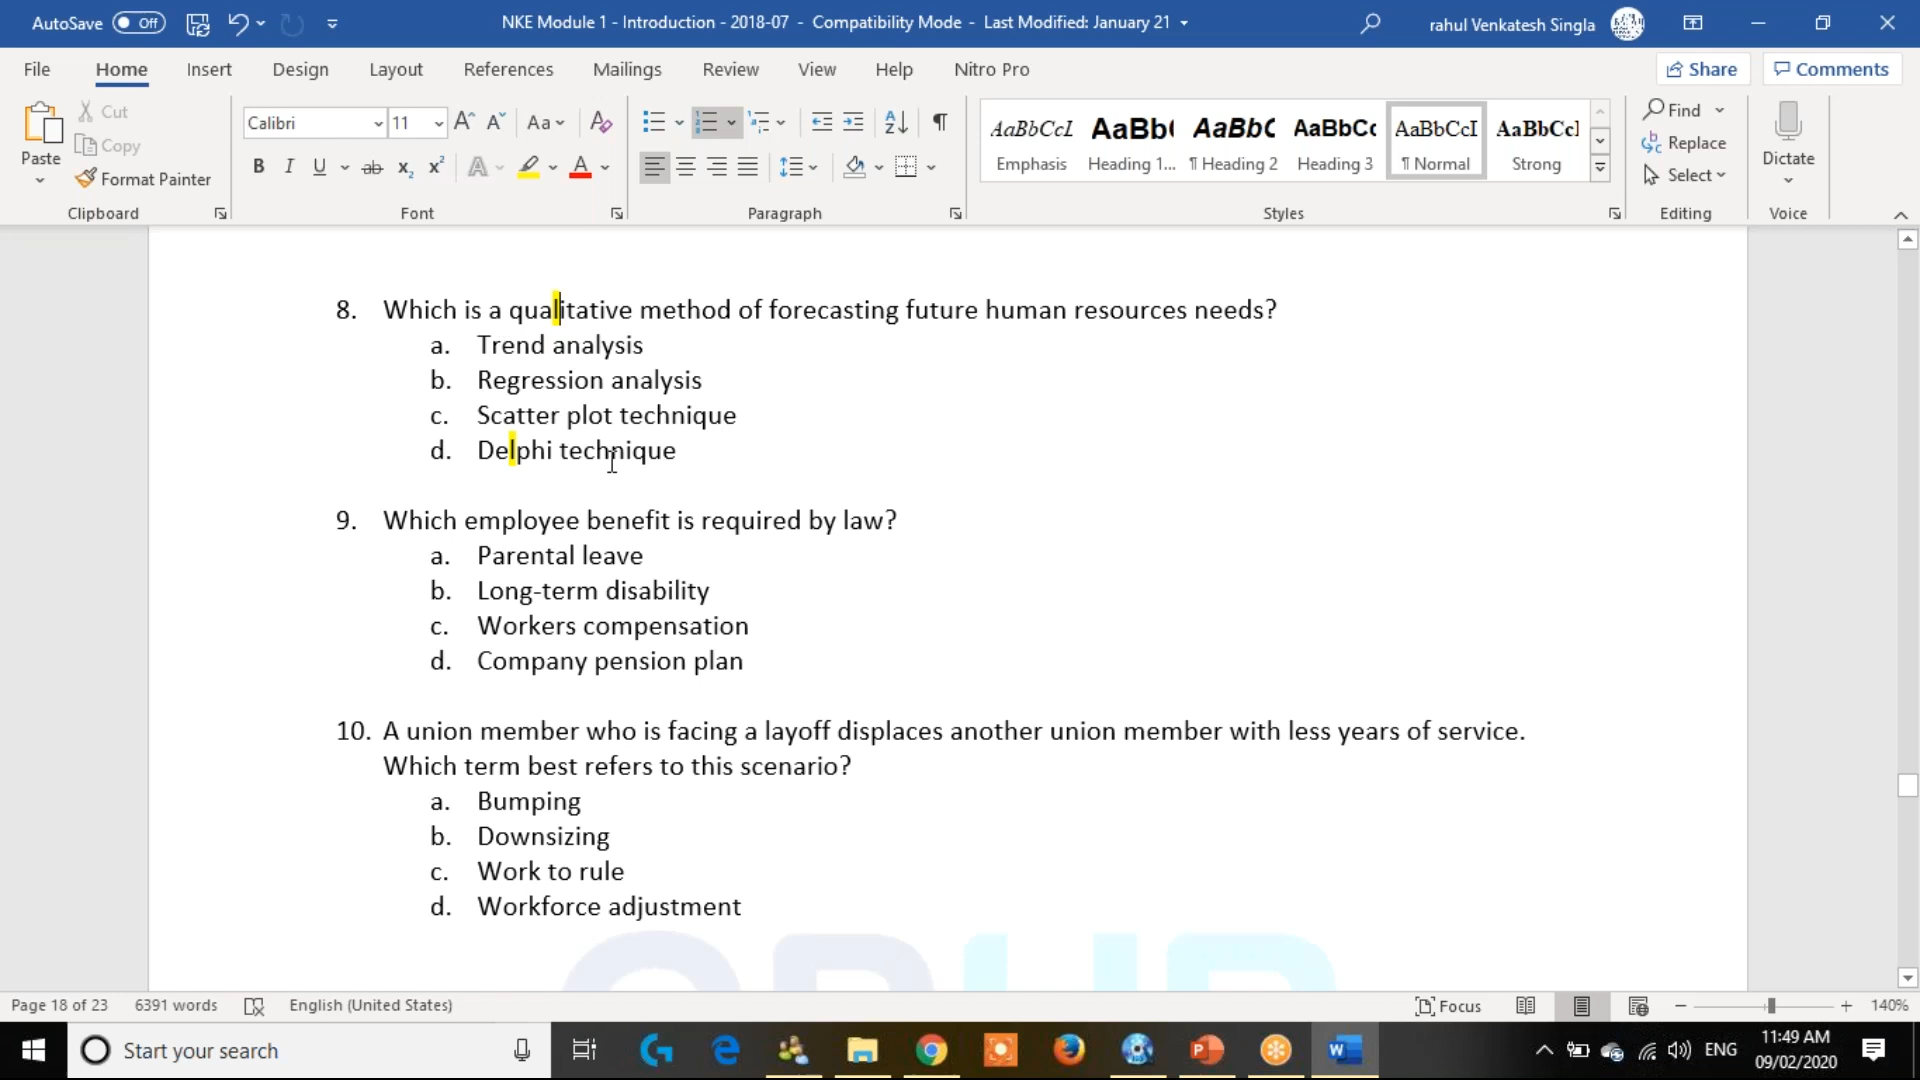 AutoSave Off NKE Module 1 - Introduction - 2018-07 - Compatibility Mode - Last Modified: January 21 rahul Venkatesh Singla
File Home Insert Design Layout References Mailings Review View Help Nitro Pro Share Comments
Paste Cut Copy Format Painter
Calibri 11 Aa
B I U ab x₂ x² A A
AaBbCcI AaBb( AaBbC AaBbCc AaBbCcI AaBbCcI
Emphasis Heading 1... ¶ Heading 2 Heading 3 ¶ Normal Strong
Find Replace Select
Dictate
Clipboard Font Paragraph Styles Editing Voice
8. Which is a qualitative method of forecasting future human resources needs?
a. Trend analysis
b. Regression analysis
c. Scatter plot technique
d. Delphi technique
9. Which employee benefit is required by law?
a. Parental leave
b. Long-term disability
c. Workers compensation
d. Company pension plan
10. A union member who is facing a layoff displaces another union member with less years of service.
Which term best refers to this scenario?
a. Bumping
b. Downsizing
c. Work to rule
d. Workforce adjustment
Page 18 of 23 6391 words English (United States) Focus 140%
Start your search ENG 11:49 AM
09/02/2020